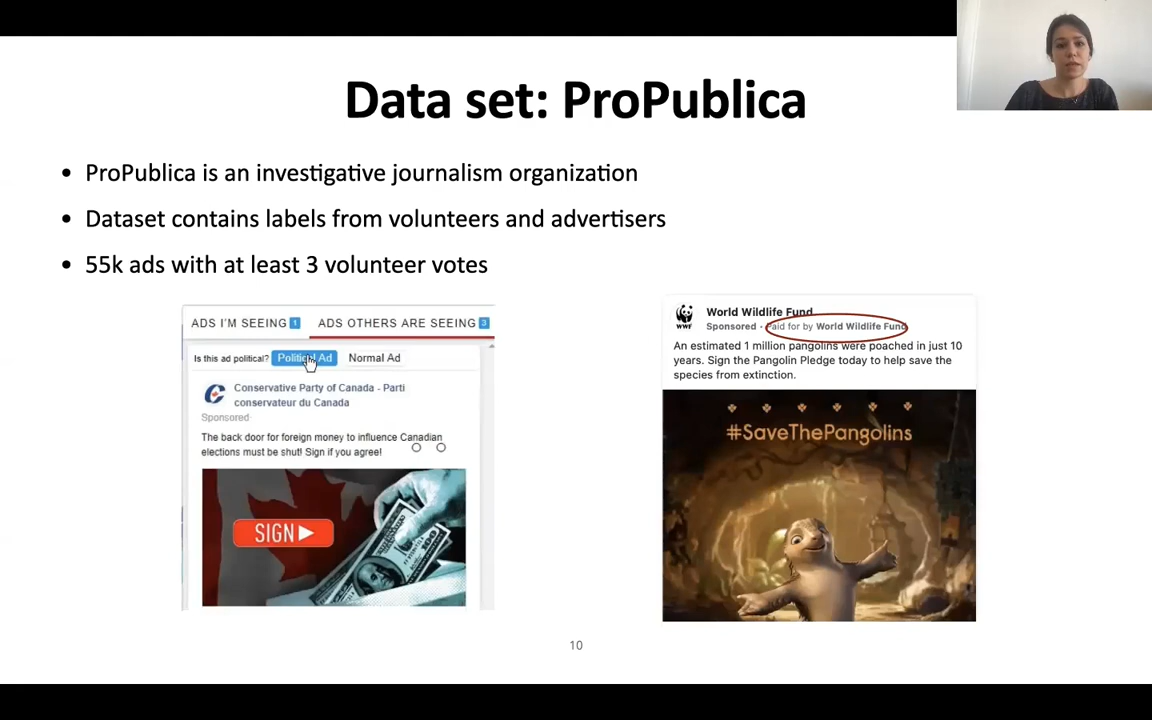 Data set: ProPublica
• ProPublica is an investigative journalism organization
• Dataset contains labels from volunteers and advertisers
• 55k ads with at least 3 volunteer votes
ADS I'M SEEING 1 ADS OTHERS ARE SEEING 3
Is this ad political? Political Ad Normal Ad
Conservative Party of Canada - Parti
conservateur du Canada
Sponsored
The back door for foreign money to influence Canadian
elections must be shut! Sign if you agree!
SIGN
WWF
World Wildlife Fund
Sponsored · Paid for by World Wildlife Fund
An estimated 1 million pangolins were poached in just 10
years. Sign the Pangolin Pledge today to help save the
species from extinction.
#SaveThePangolins
10